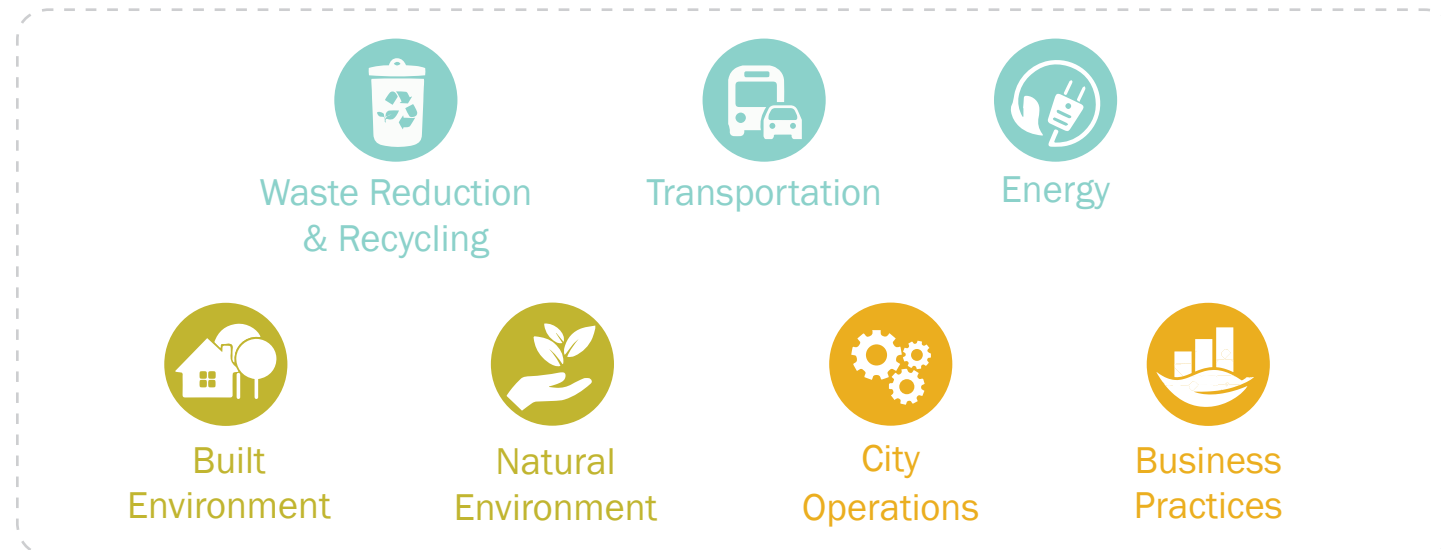 Waste Reduction
& Recycling
Transportation
Energy
Built
Environment
Natural
Environment
City
Operations
Business
Practices